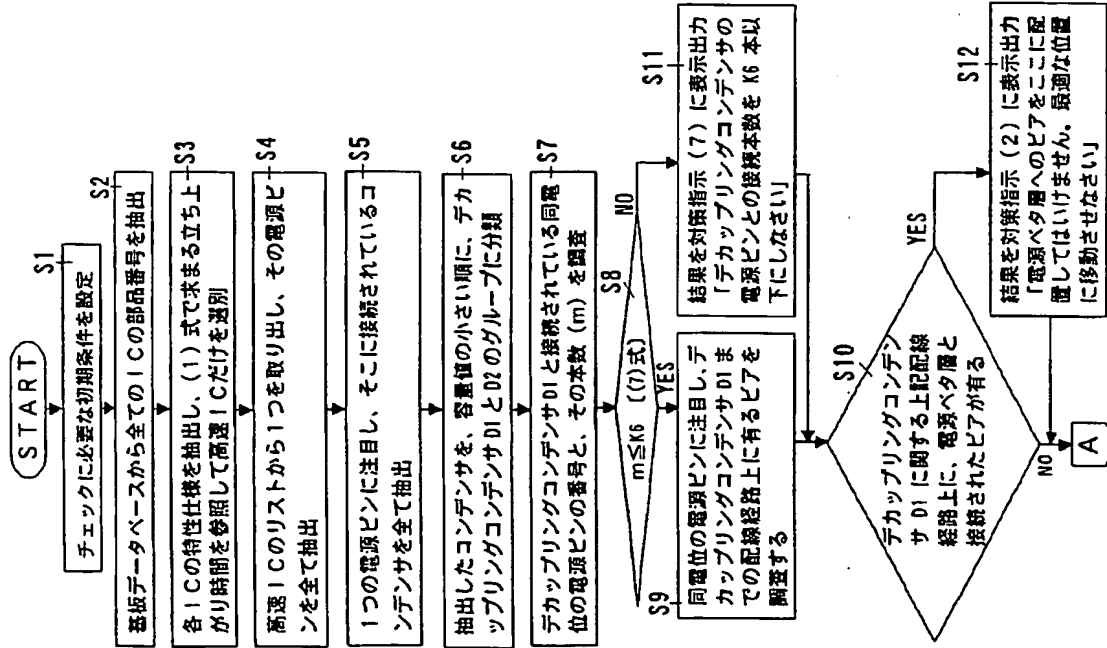 START
S1
チェックに必要な初期条件を設定
S2
基板データベースから全てのICの部品番号を抽出
S3
各ICの特性仕様を抽出し、(1)式で求まる立ち上
がり時間を参照して高速ICだけを選別
S4
高速ICのリストから1つを取り出し、その電源ピ
ンを全て抽出
S5
1つの電源ピンに注目し、そこに接続されているコ
ンデンサを全て抽出
S6
抽出したコンデンサを、容量値の小さい順に、デカ
ップリングコンデンサD1とD2のグループに分類
S7
デカップリングコンデンサD1と接続されている同電
位の電源ピンの番号と、その本数(m)を調査
S8
m≦K6 [(7)式]
NO
YES
S9
同電位の電源ピンに注目し、デ
カップリングコンデンサD1ま
での配線経路上に有るビアを
調査する
S11
結果を対策指示(7)に表示出力
「デカップリングコンデンサの
電源ピンとの接続本数を K6 本以
下にしなさい」
S10
デカップリングコンデン
サ D1 に関する上記配線
経路上に、電源ベタ層と
接続されたビアが有る
YES
NO
S12
結果を対策指示(2)に表示出力
「電源ベタ層へのビアをここに配
置してはいけません。最適な位置
に移動させなさい」
A